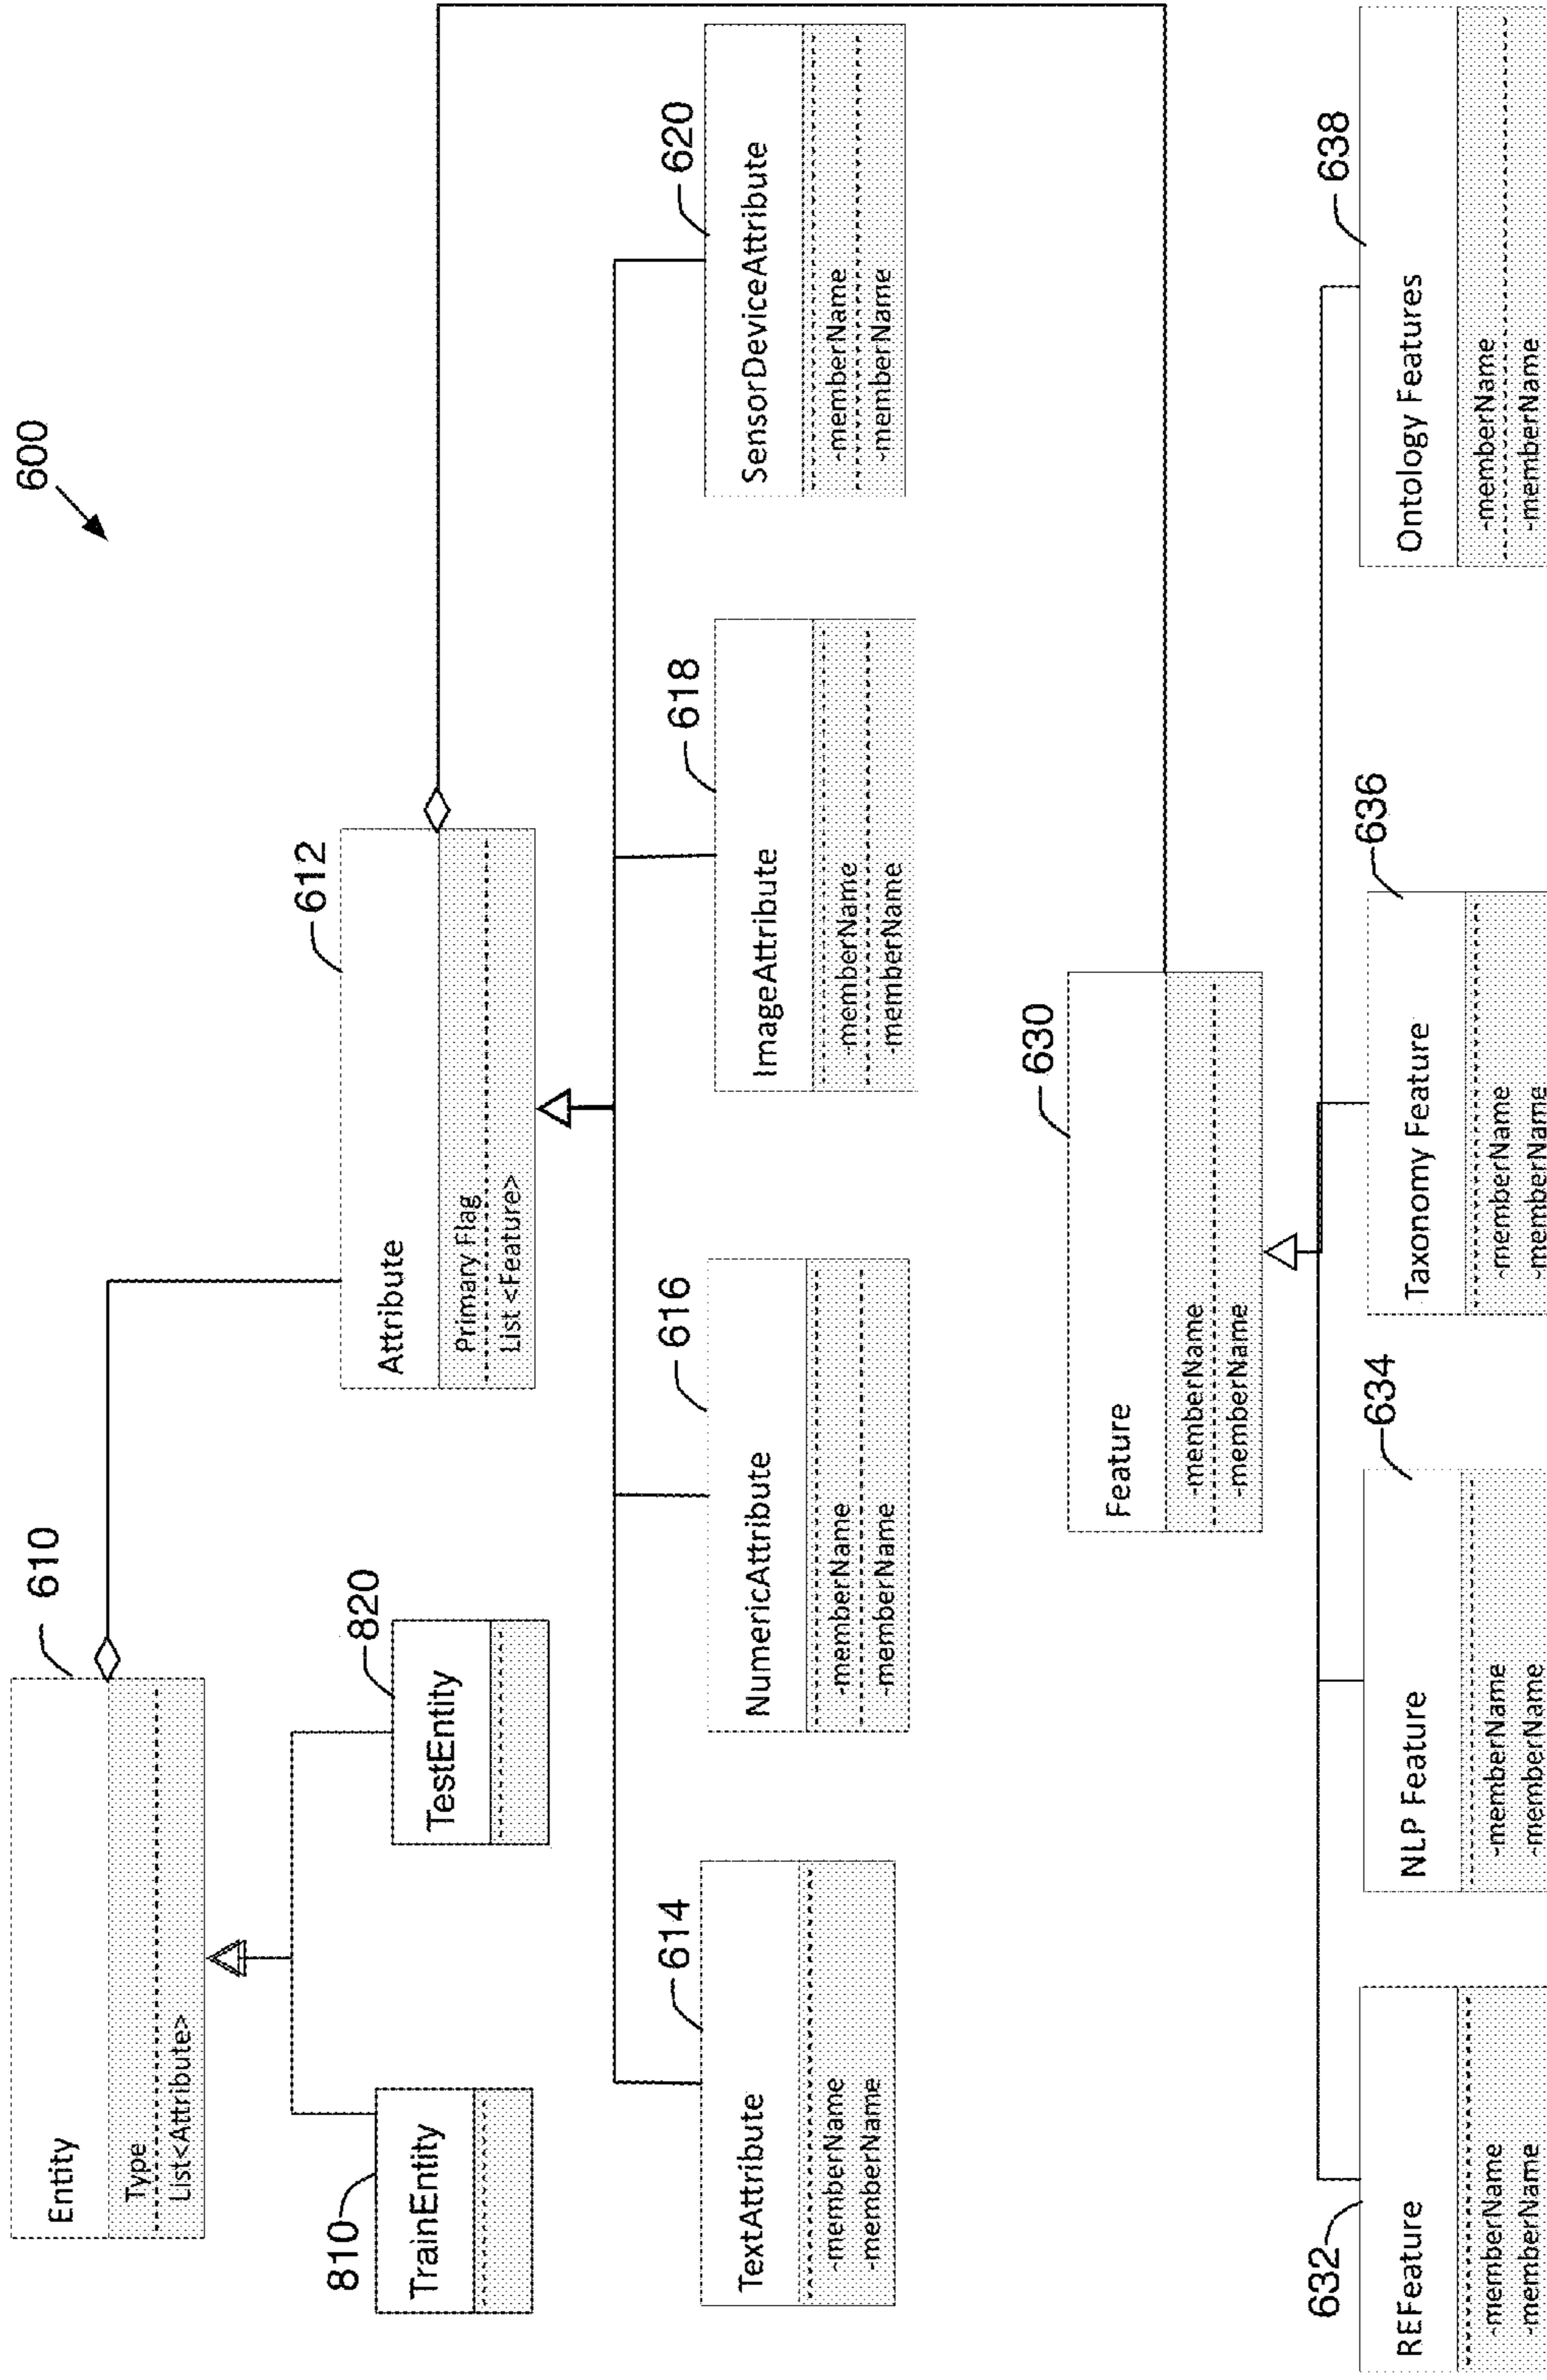 600
610
Entity
Type
List<Attribute>
810
TrainEntity
820
TestEntity
612
Attribute
Primary Flag
List <Feature>
614
TextAttribute
-memberName
-memberName
616
NumericAttribute
-memberName
-memberName
618
ImageAttribute
-memberName
-memberName
620
SensorDeviceAttribute
-memberName
-memberName
630
Feature
-memberName
-memberName
632
REFeature
-memberName
-memberName
634
NLP Feature
-memberName
-memberName
636
Taxonomy Feature
-memberName
-memberName
638
Ontology Features
-memberName
-memberName